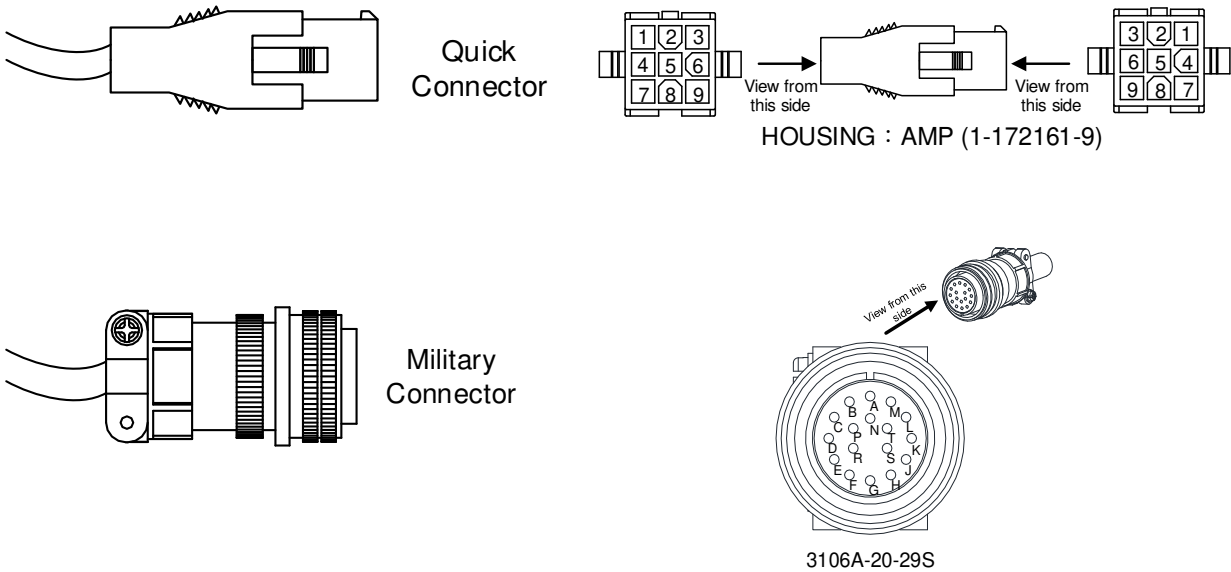 Quick
Connector
1 2 3
4 5 6
7 8 9
View from
this side
View from
this side
3 2 1
6 5 4
9 8 7
HOUSING：AMP (1-172161-9)
Military
Connector
View from this
side
A
B M
C N L
P T
D K
R S
E J
F H
G
3106A-20-29S